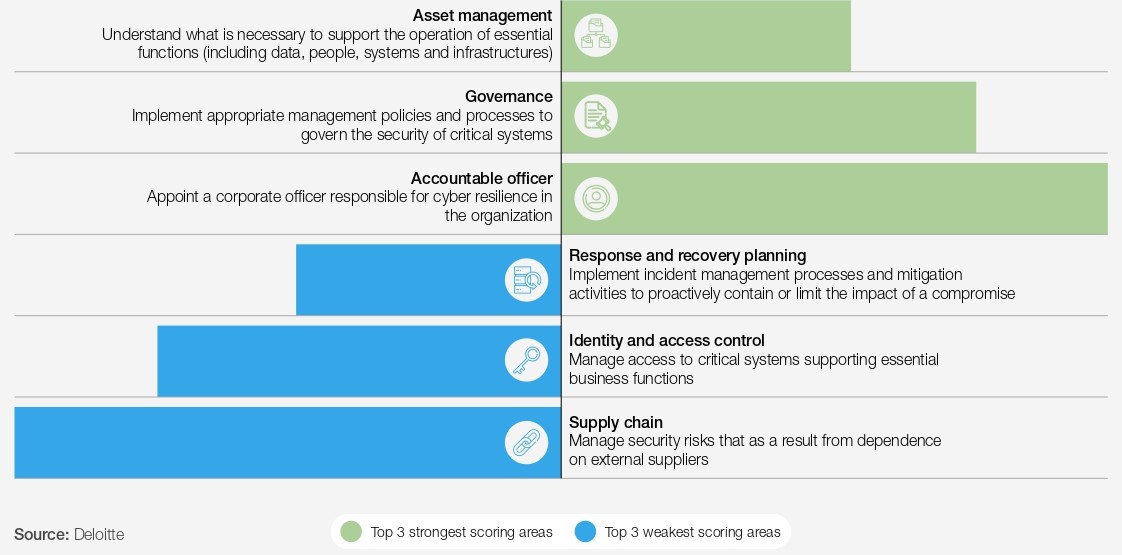 Asset management
Understand what is necessary to support the operation of essential
functions (including data, people, systems and infrastructures)
Governance
Implement appropriate management policies and processes to
govern the security of critical systems
Accountable officer
Appoint a corporate officer responsible for cyber resilience in
the organization
Response and recovery planning
Implement incident management processes and mitigation
activities to proactively contain or limit the impact of a compromise
Identity and access control
Manage access to critical systems supporting essential
business functions
Supply chain
Manage security risks that as a result from dependence
on external suppliers
Source: Deloitte
Top 3 strongest scoring areas
Top 3 weakest scoring areas